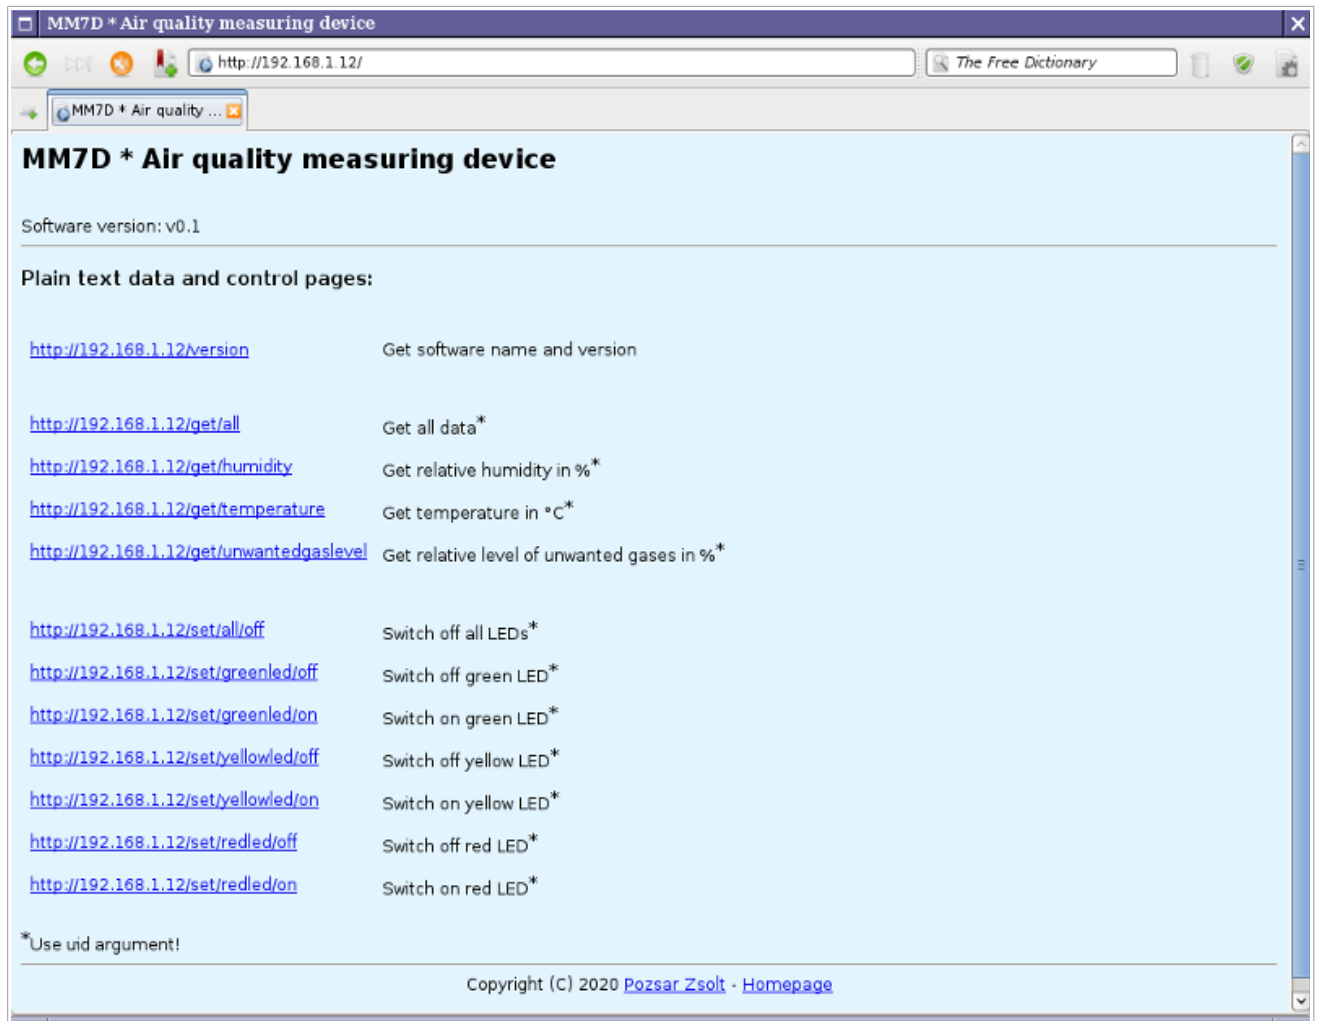 MM7D * Air quality measuring device
http://192.168.1.12/
The Free Dictionary
MM7D * Air quality ...
MM7D * Air quality measuring device
Software version: v0.1
Plain text data and control pages:
http://192.168.1.12/version Get software name and version
http://192.168.1.12/get/all Get all data*
http://192.168.1.12/get/humidity Get relative humidity in %*
http://192.168.1.12/get/temperature Get temperature in °C*
http://192.168.1.12/get/unwantedgaslevel Get relative level of unwanted gases in %*
http://192.168.1.12/set/all/off Switch off all LEDs*
http://192.168.1.12/set/greenled/off Switch off green LED*
http://192.168.1.12/set/greenled/on Switch on green LED*
http://192.168.1.12/set/yellowled/off Switch off yellow LED*
http://192.168.1.12/set/yellowled/on Switch on yellow LED*
http://192.168.1.12/set/redled/off Switch off red LED*
http://192.168.1.12/set/redled/on Switch on red LED*
*Use uid argument!
Copyright (C) 2020 Pozsar Zsolt - Homepage